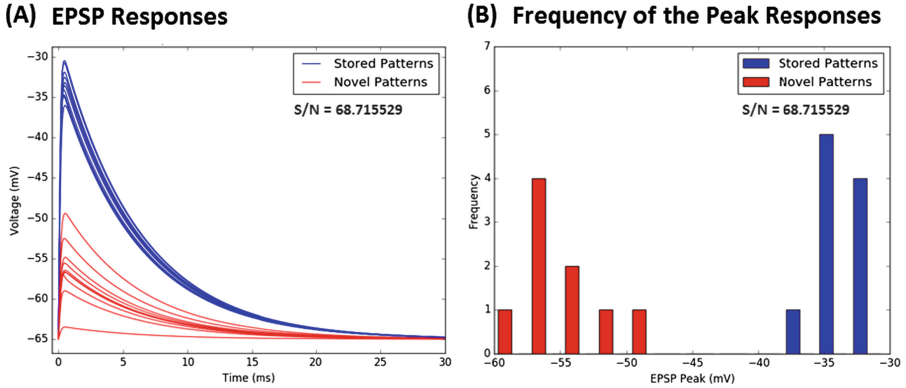 (A) EPSP Responses
−30
−35
−40
−45
−50
−55
−60
−65
Voltage (mV)
0
5
10
15
20
25
30
Time (ms)
Stored Patterns
Novel Patterns
S/N = 68.715529
(B) Frequency of the Peak Responses
7
6
5
4
3
2
1
0
Frequency
−60
−55
−50
−45
−40
−35
−30
EPSP Peak (mV)
Stored Patterns
Novel Patterns
S/N = 68.715529